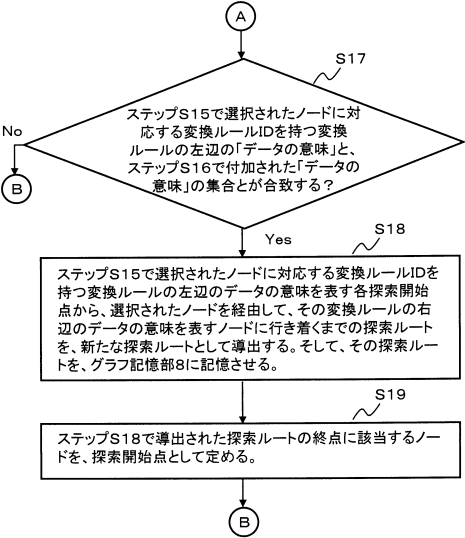 A
S17
ステップS15で選択されたノードに対
応する変換ルールIDを持つ変換
ルールの左辺の「データの意味」と、
ステップS16で付加された「データの
意味」の集合とが合致する?
No
B
Yes
S18
ステップS15で選択されたノードに対応する変換ルールIDを
持つ変換ルールの左辺のデータの意味を表す各探索開始
点から、選択されたノードを経由して、その変換ルールの右
辺のデータの意味を表すノードに行き着くまでの探索ルート
を、新たな探索ルートとして導出する。そして、その探索ルー
トを、グラフ記憶部8に記憶させる。
S19
ステップS18で導出された探索ルートの終点に該当するノー
ドを、探索開始点として定める。
B